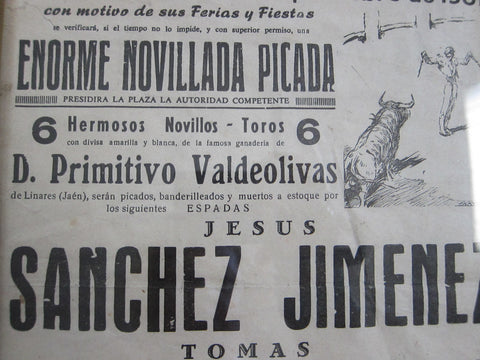 con motivo de sus Ferias y Fiestas
se verificará, si el tiempo no lo impide, y con superior permiso, una
ENORME NOVILLADA PICADA
PRESIDIRA LA PLAZA LA AUTORIDAD COMPETENTE
6 Hermosos Novillos - Toros 6
con divisa amarilla y blanca, de la famosa ganadería de
D. Primitivo Valdeolivas
de Linares (Jaén), serán picados, banderilleados y muertos a estoque por
los siguientes ESPADAS
JESUS
SANCHEZ JIMENEZ
TOMAS